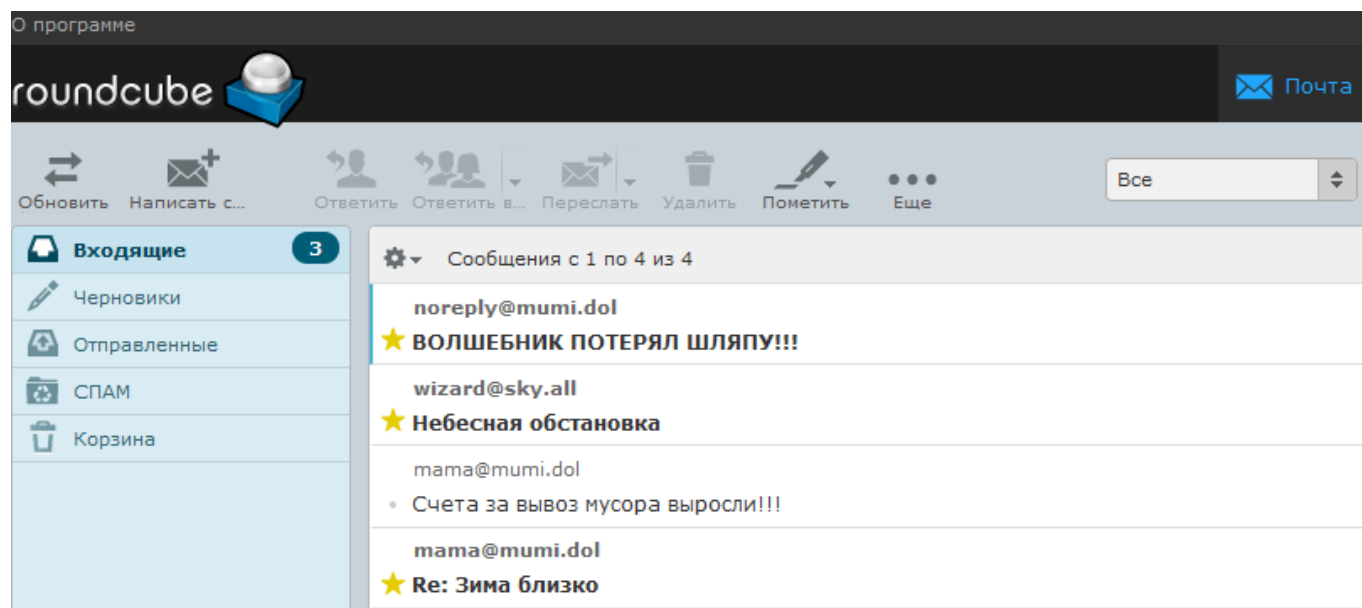 О программе
roundcube
Почта
Обновить Написать с... Ответить Ответить в... Переслать Удалить Пометить Еще
Все
Входящие 3
Черновики
Отправленные
СПАМ
Корзина
Сообщения с 1 по 4 из 4
noreply@mumi.dol
ВОЛШЕБНИК ПОТЕРЯЛ ШЛЯПУ!!!
wizard@sky.all
Небесная обстановка
mama@mumi.dol
Счета за вывоз мусора выросли!!!
mama@mumi.dol
Re: Зима близко